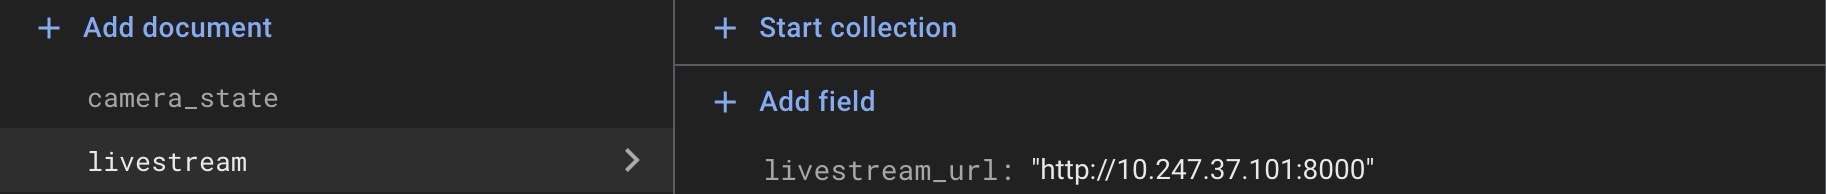 + Add document
camera_state
livestream
+ Start collection
+ Add field
livestream_url: "http://10.247.37.101:8000"